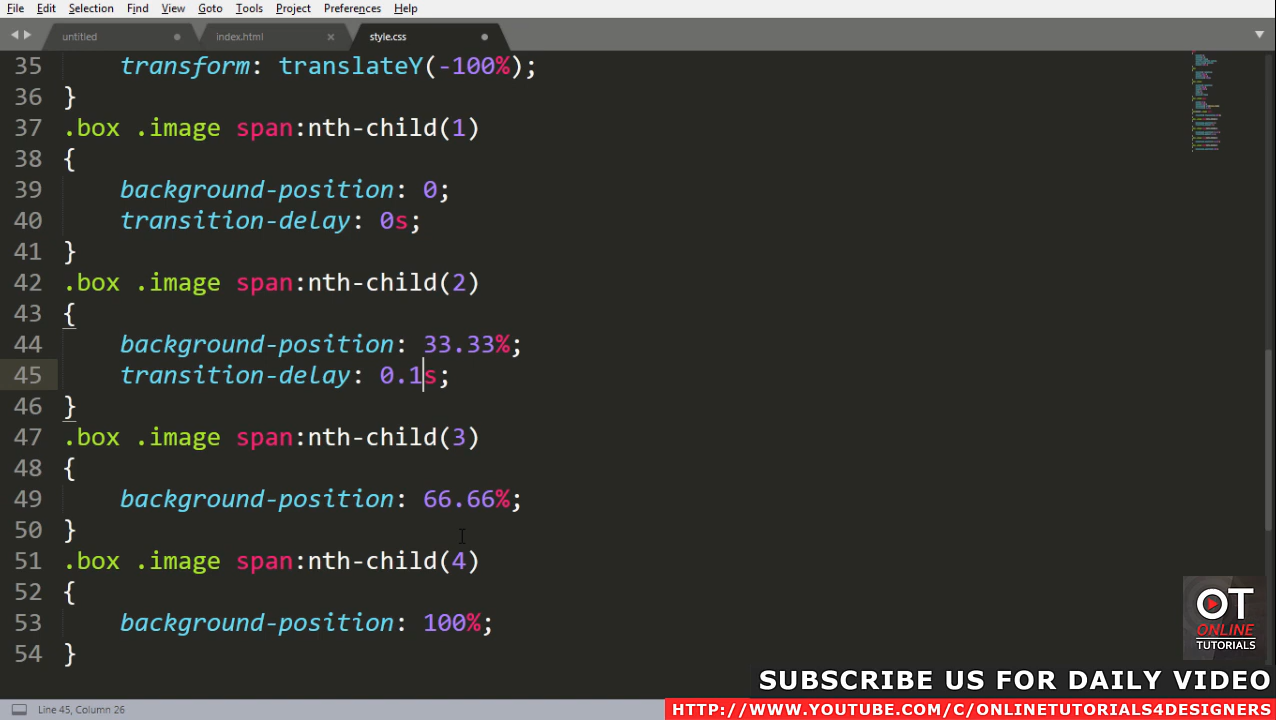 File Edit Selection Find View Goto Tools Project Preferences Help
untitled index.html style.css
35 transform: translateY(-100%);
36 }
37 .box .image span:nth-child(1)
38 {
39 background-position: 0;
40 transition-delay: 0s;
41 }
42 .box .image span:nth-child(2)
43 {
44 background-position: 33.33%;
45 transition-delay: 0.1s;
46 }
47 .box .image span:nth-child(3)
48 {
49 background-position: 66.66%;
50 }
51 .box .image span:nth-child(4)
52 {
53 background-position: 100%;
54 }
OT
ONLINE
TUTORIALS
SUBSCRIBE US FOR DAILY VIDEO
HTTP://WWW.YOUTUBE.COM/C/ONLINETUTORIALS4DESIGNERS
Line 45, Column 26